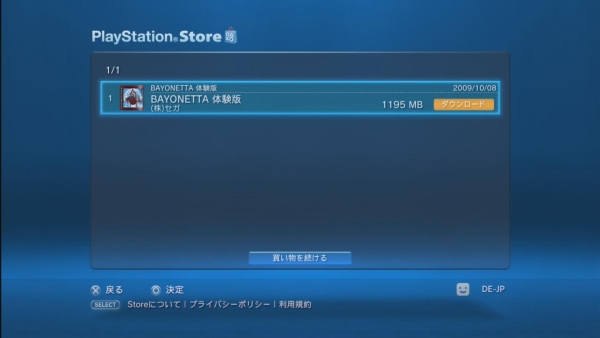 PlayStation®Store
1/1
BAYONETTA 体験版 2009/10/08
1 BAYONETTA 体験版 1195 MB ダウンロード
(株)セガ
買い物を続ける
戻る 決定 DE-JP
SELECT Storeについて | プライバシーポリシー | 利用規約